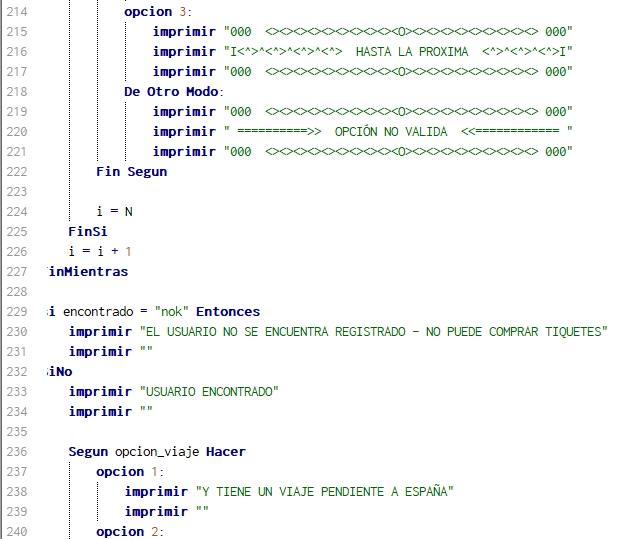 214 opcion 3:
215 imprimir "000  <><><><><><><><><><O><><><><><><><><><><> 000"
216 imprimir "I<^>^<^>^<^>^<^>  HASTA LA PROXIMA  <^>^<^>^<^>I"
217 imprimir "000  <><><><><><><><><><O><><><><><><><><><><> 000"
218 De Otro Modo:
219 imprimir "000  <><><><><><><><><><O><><><><><><><><><><> 000"
220 imprimir " ==========>>  OPCIÓN NO VALIDA  <<============ "
221 imprimir "000  <><><><><><><><><><O><><><><><><><><><><> 000"
222 Fin Segun
223
224 i = N
225 FinSi
226 i = i + 1
227 inMientras
228
229 i encontrado = "nok" Entonces
230 imprimir "EL USUARIO NO SE ENCUENTRA REGISTRADO - NO PUEDE COMPRAR TIQUETES"
231 imprimir ""
232 iNo
233 imprimir "USUARIO ENCONTRADO"
234 imprimir ""
235
236 Segun opcion_viaje Hacer
237 opcion 1:
238 imprimir "Y TIENE UN VIAJE PENDIENTE A ESPAÑA"
239 imprimir ""
240 opcion 2: